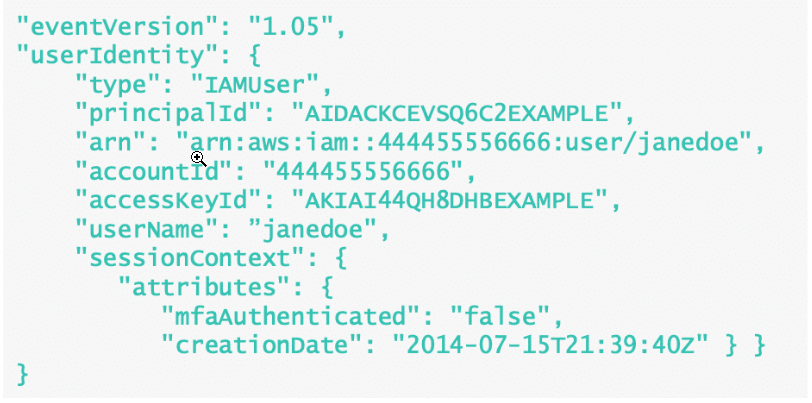 "eventVersion": "1.05",
"userIdentity": {
"type": "IAMUser",
"principalId": "AIDACKCEVSQ6C2EXAMPLE",
"arn": "arn:aws:iam::444455556666:user/janedoe",
"accountId": "444455556666",
"accessKeyId": "AKIAI44QH8DHBEXAMPLE",
"userName": ”janedoe",
"sessionContext": {
"attributes": {
"mfaAuthenticated": "false",
"creationDate": "2014-07-15T21:39:40Z" } }
}